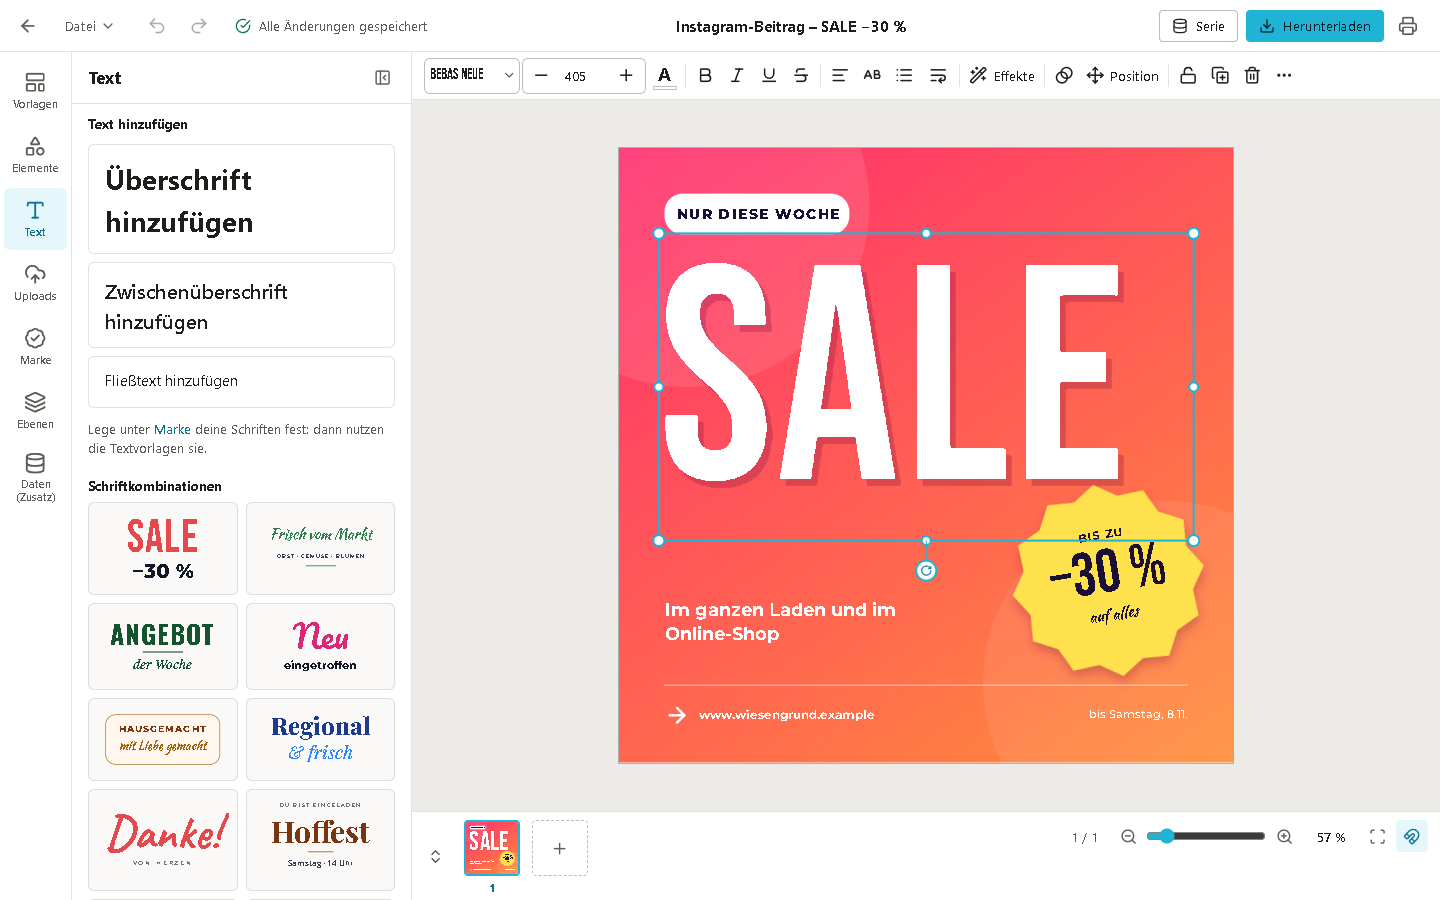 Datei
Alle Änderungen gespeichert
Instagram-Beitrag – SALE −30 %
Serie
Herunterladen
Vorlagen
Elemente
Text
Uploads
Marke
Ebenen
Daten
(Zusatz)
Text
Text hinzufügen
Überschrift
hinzufügen
Zwischenüberschrift
hinzufügen
Fließtext hinzufügen
Lege unter Marke deine Schriften fest: dann nutzen
die Textvorlagen sie.
Schriftkombinationen
SALE
−30 %
Frisch vom Markt
OBST · GEMÜSE · BLUMEN
ANGEBOT
der Woche
Neu
eingetroffen
HAUSGEMACHT
mit Liebe gemacht
Regional
& frisch
Danke!
VON HERZEN
DU BIST EINGELADEN
Hoffest
Samstag · 14 Uhr
BEBAS NEUE
405
A
B
I
U
S
AB
Effekte
Position
NUR DIESE WOCHE
SALE
BIS ZU
−30 %
auf alles
Im ganzen Laden und im
Online-Shop
www.wiesengrund.example
bis Samstag, 8.11.
SALE
1
1 / 1
57 %